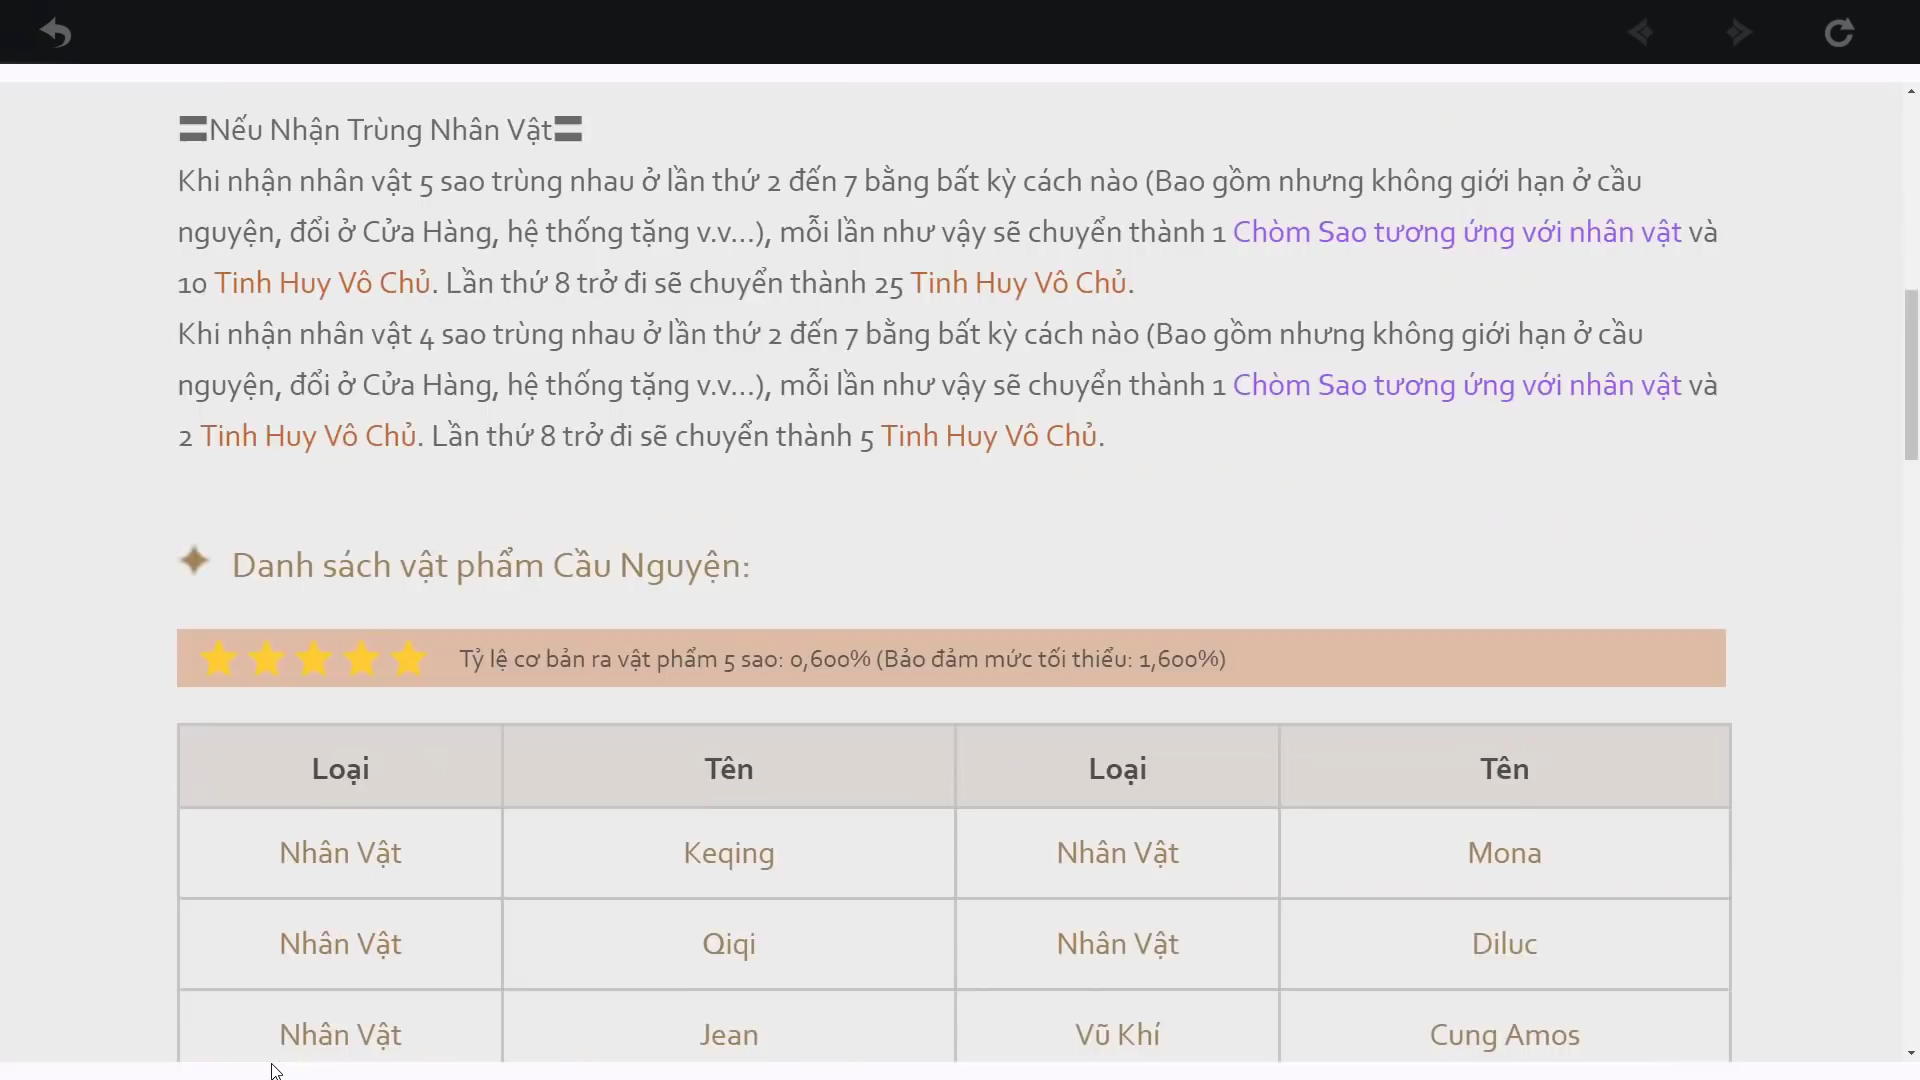 〓Nếu Nhận Trùng Nhân Vật〓
Khi nhận nhân vật 5 sao trùng nhau ở lần thứ 2 đến 7 bằng bất kỳ cách nào (Bao gồm nhưng không giới hạn ở cầu
nguyện, đổi ở Cửa Hàng, hệ thống tặng v.v...), mỗi lần như vậy sẽ chuyển thành 1 Chòm Sao tương ứng với nhân vật và
10 Tinh Huy Vô Chủ. Lần thứ 8 trở đi sẽ chuyển thành 25 Tinh Huy Vô Chủ.
Khi nhận nhân vật 4 sao trùng nhau ở lần thứ 2 đến 7 bằng bất kỳ cách nào (Bao gồm nhưng không giới hạn ở cầu
nguyện, đổi ở Cửa Hàng, hệ thống tặng v.v...), mỗi lần như vậy sẽ chuyển thành 1 Chòm Sao tương ứng với nhân vật và
2 Tinh Huy Vô Chủ. Lần thứ 8 trở đi sẽ chuyển thành 5 Tinh Huy Vô Chủ.
Danh sách vật phẩm Cầu Nguyện:
Tỷ lệ cơ bản ra vật phẩm 5 sao: 0,600% (Bảo đảm mức tối thiểu: 1,600%)
Loại Tên Loại Tên
Nhân Vật Keqing Nhân Vật Mona
Nhân Vật Qiqi Nhân Vật Diluc
Nhân Vật Jean Vũ Khí Cung Amos